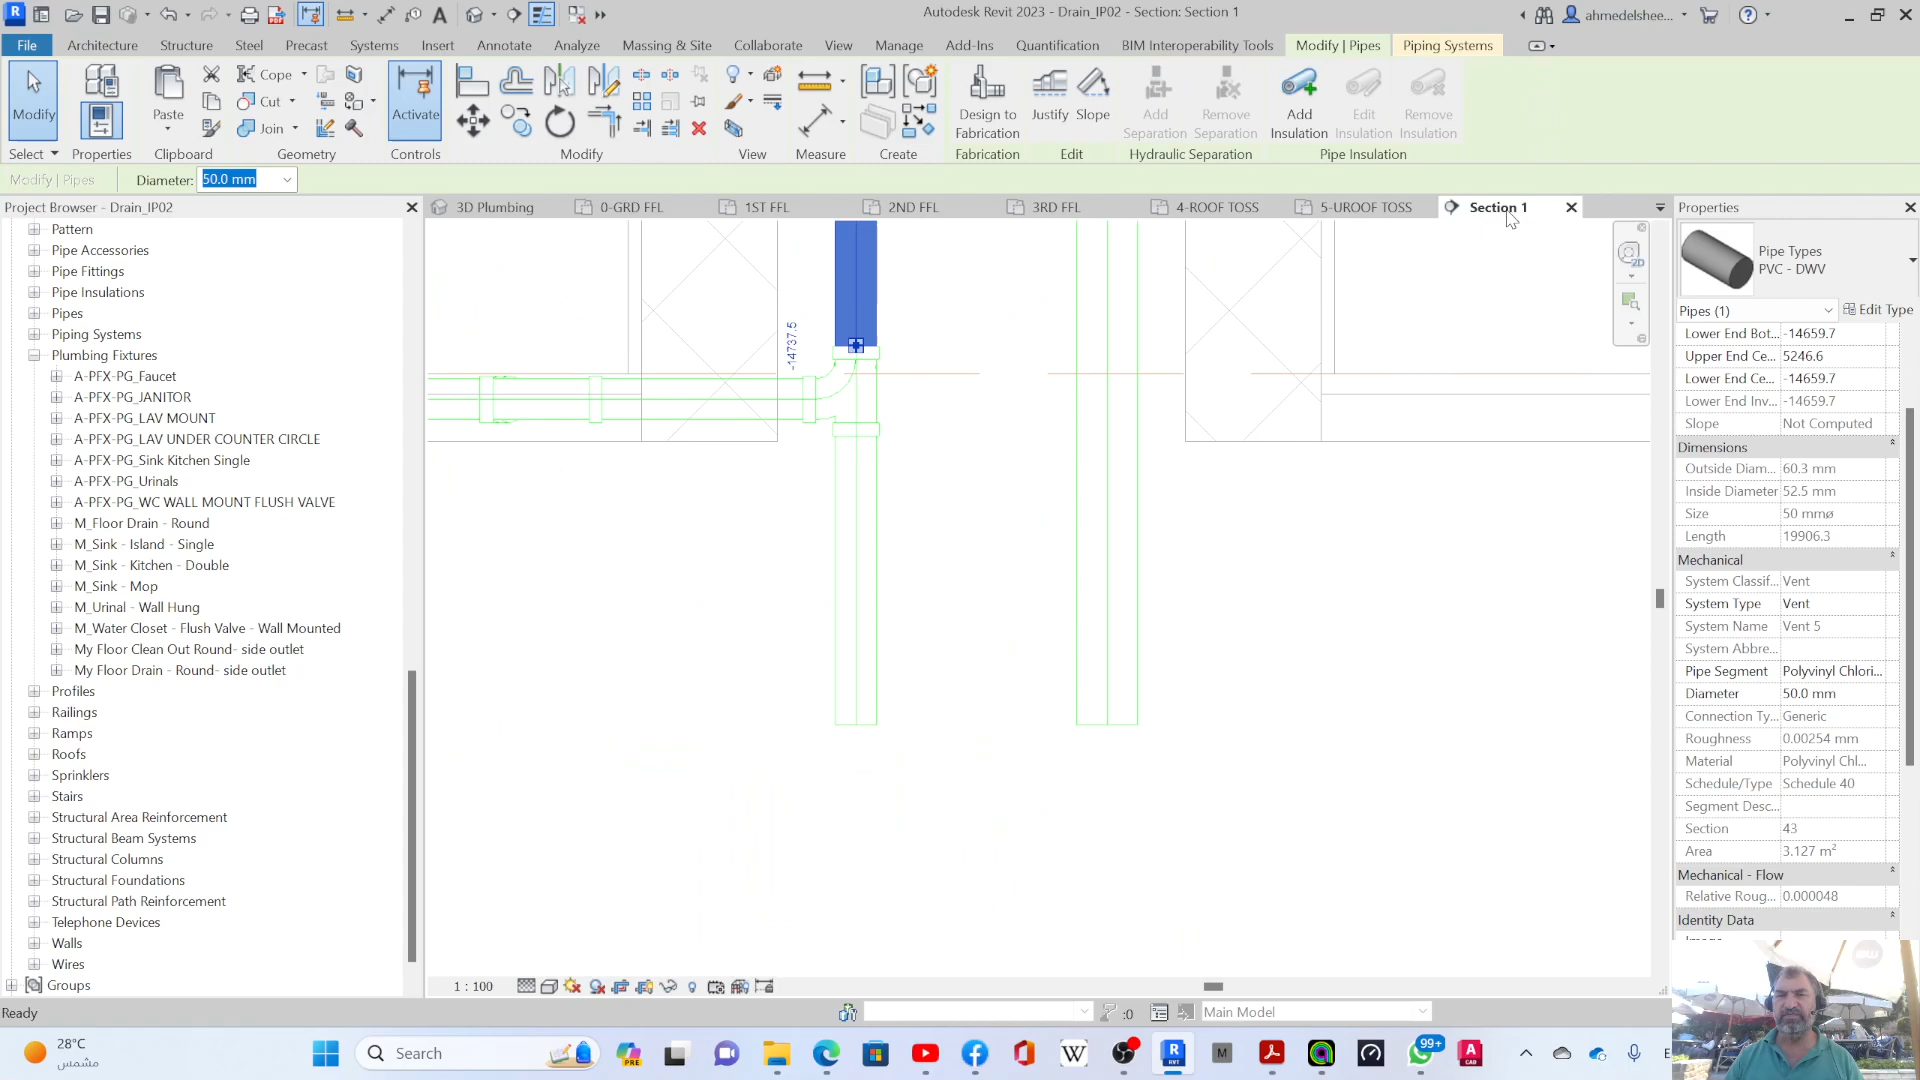 Autodesk Revit 2023 - Drain_IP02 - Section: Section 1
ahmedelshee...
File Architecture Structure Steel Precast Systems Insert Annotate Analyze Massing & Site Collaborate View Manage Add-Ins Quantification BIM Interoperability Tools Modify | Pipes Piping Systems
Modify Paste Cope Cut Join Activate Design to Fabrication Justify Slope Add Separation Remove Separation Add Insulation Edit Insulation Remove Insulation
Select Properties Clipboard Geometry Controls Modify View Measure Create Fabrication Edit Hydraulic Separation Pipe Insulation
Modify | Pipes Diameter: 50.0 mm
Project Browser - Drain_IP02
3D Plumbing 0-GRD FFL 1ST FFL 2ND FFL 3RD FFL 4-ROOF TOSS 5-UROOF TOSS Section 1
Pattern
Pipe Accessories
Pipe Fittings
Pipe Insulations
Pipes
Piping Systems
Plumbing Fixtures
A-PFX-PG_Faucet
A-PFX-PG_JANITOR
A-PFX-PG_LAV MOUNT
A-PFX-PG_LAV UNDER COUNTER CIRCLE
A-PFX-PG_Sink Kitchen Single
A-PFX-PG_Urinals
A-PFX-PG_WC WALL MOUNT FLUSH VALVE
M_Floor Drain - Round
M_Sink - Island - Single
M_Sink - Kitchen - Double
M_Sink - Mop
M_Urinal - Wall Hung
M_Water Closet - Flush Valve - Wall Mounted
My Floor Clean Out Round- side outlet
My Floor Drain - Round- side outlet
Profiles
Railings
Ramps
Roofs
Sprinklers
Stairs
Structural Area Reinforcement
Structural Beam Systems
Structural Columns
Structural Foundations
Structural Path Reinforcement
Telephone Devices
Walls
Wires
Groups
-14737.5
2D
Properties
Pipe Types
PVC - DWV
Pipes (1) Edit Type
Lower End Bot... -14659.7
Upper End Ce... 5246.6
Lower End Ce... -14659.7
Lower End Inv... -14659.7
Slope Not Computed
Dimensions
Outside Diam... 60.3 mm
Inside Diameter 52.5 mm
Size 50 mmø
Length 19906.3
Mechanical
System Classif... Vent
System Type Vent
System Name Vent 5
System Abbre...
Pipe Segment Polyvinyl Chlori...
Diameter 50.0 mm
Connection Ty... Generic
Roughness 0.00254 mm
Material Polyvinyl Chl...
Schedule/Type Schedule 40
Segment Desc...
Section 43
Area 3.127 m²
Mechanical - Flow
Relative Roug... 0.000048
Identity Data
1 : 100
Ready
:0
Main Model
28°C
مشمس
Search
PRE
W
RVT
M
99+
CAD